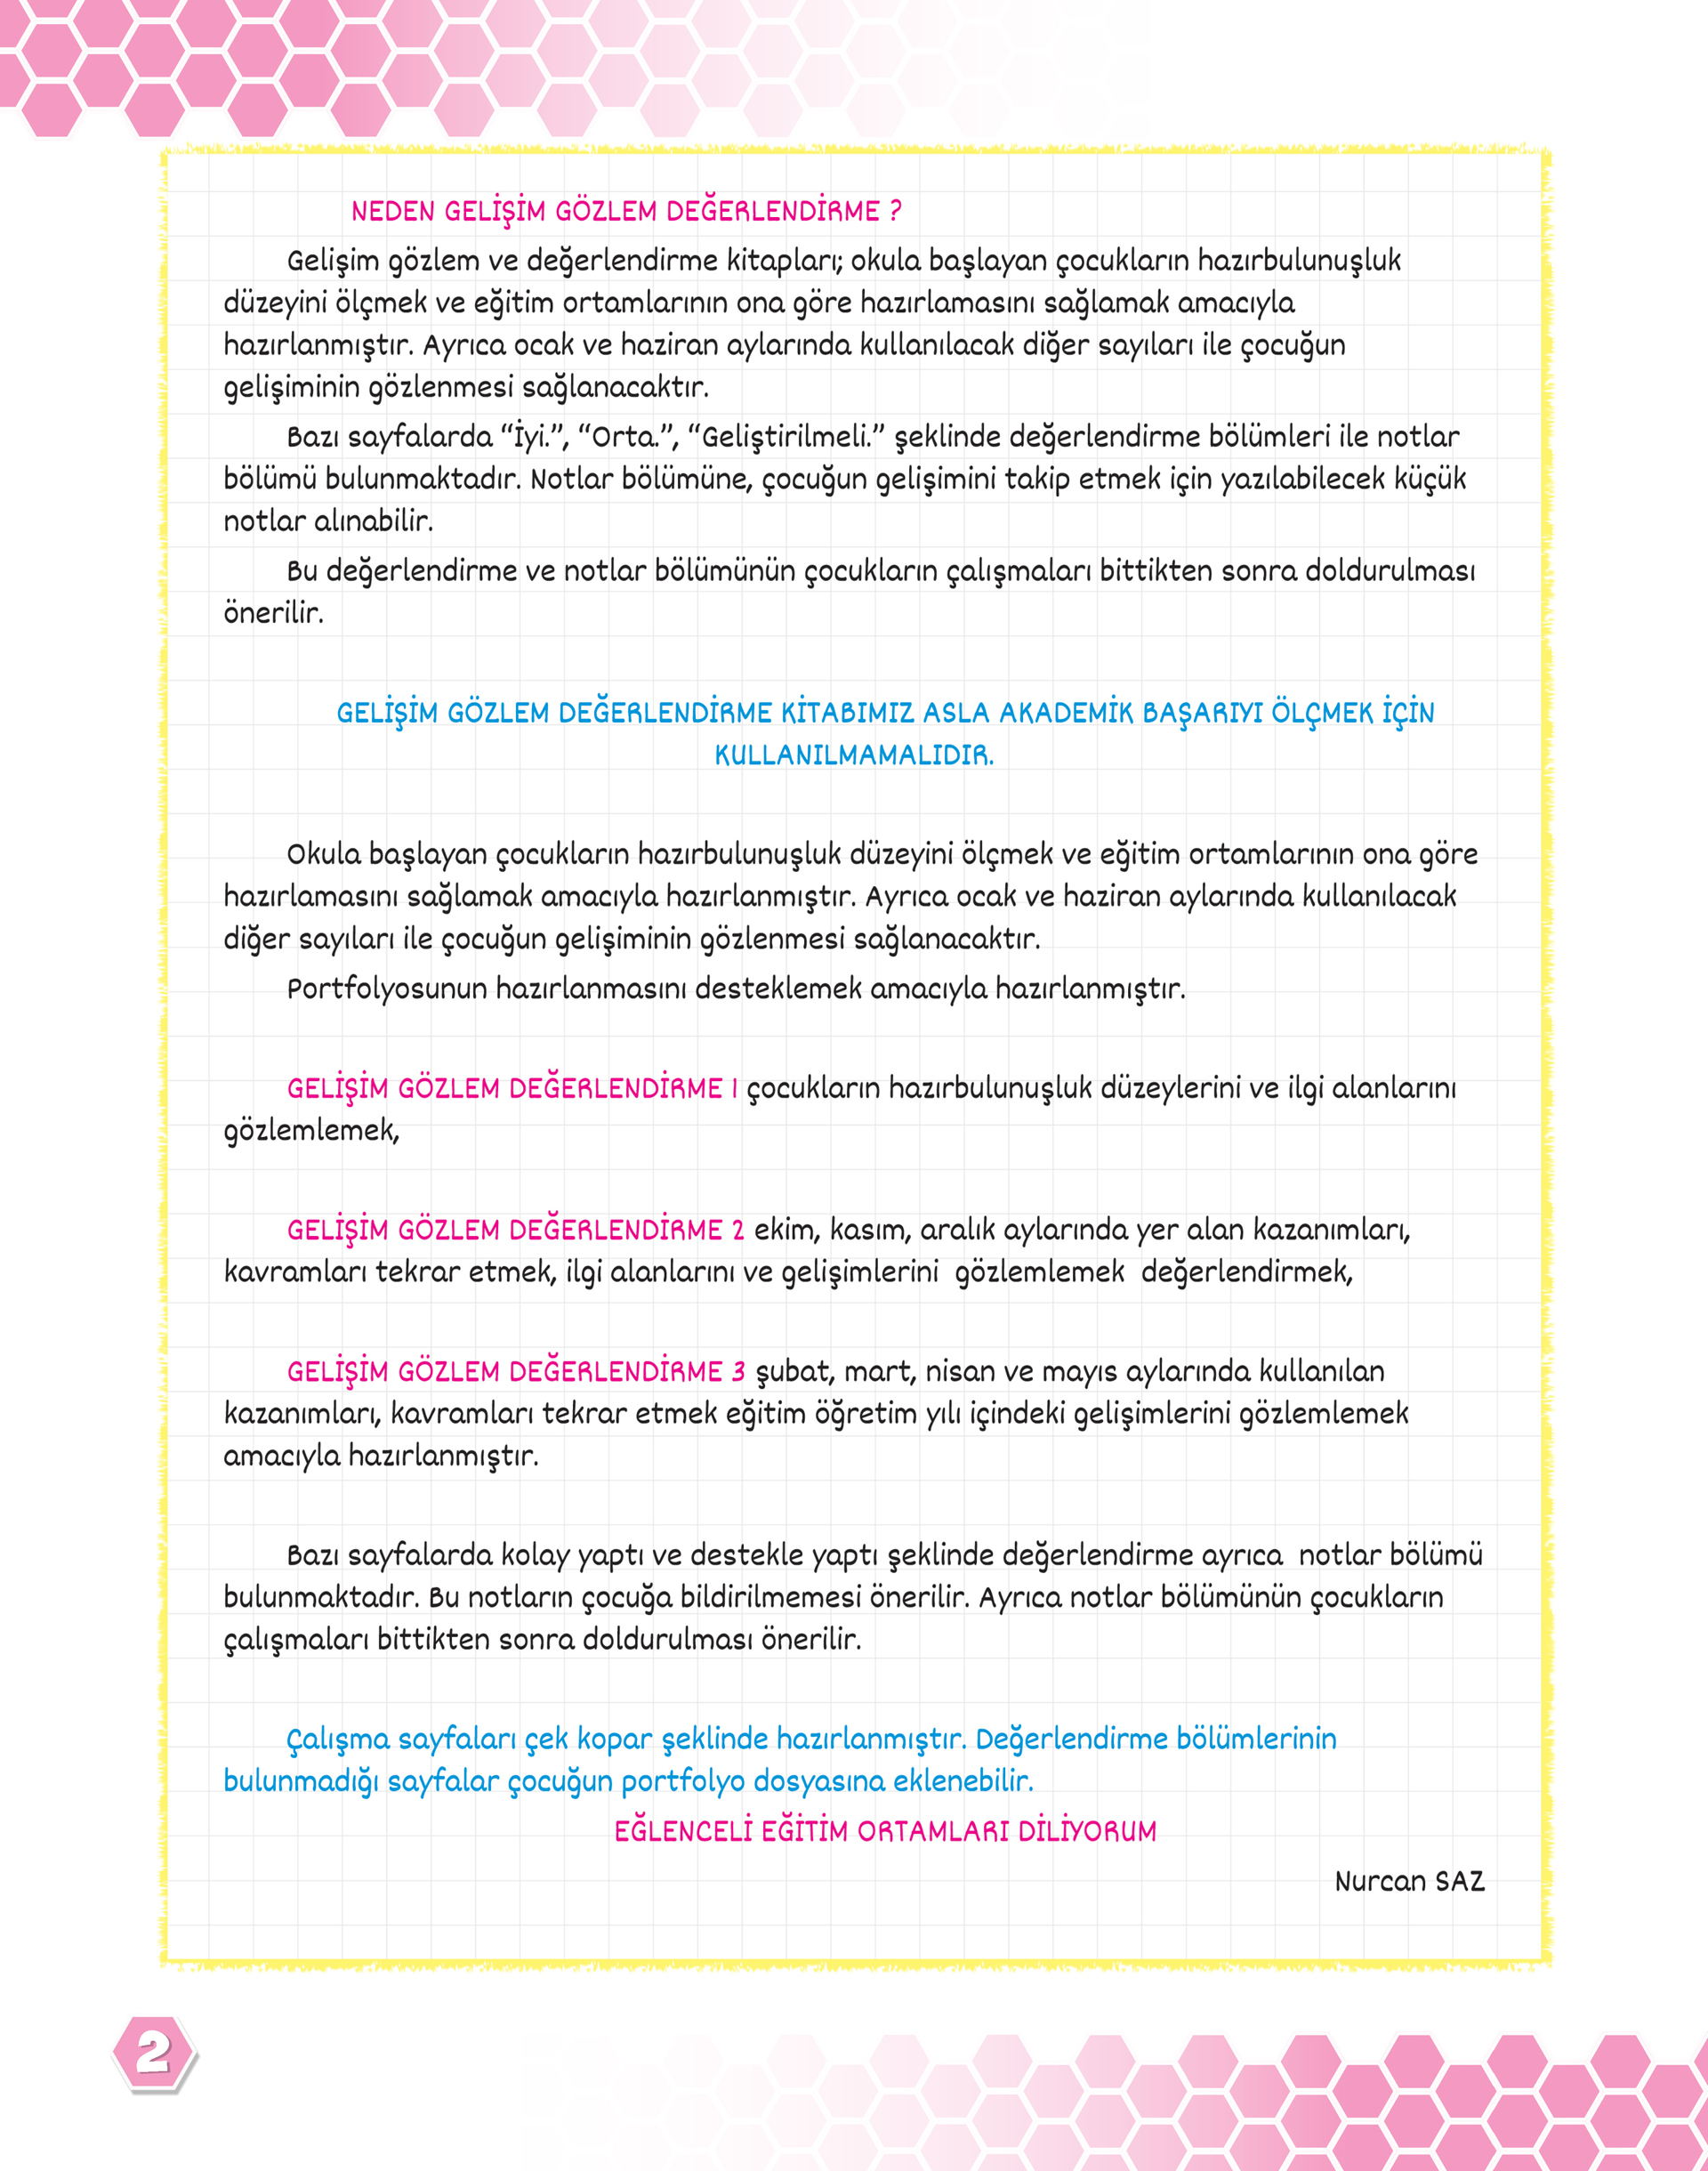 NEDEN GELİŞİM GÖZLEM DEĞERLENDİRME ?
Gelişim gözlem ve değerlendirme kitapları; okula başlayan çocukların hazırbulunuşluk
düzeyini ölçmek ve eğitim ortamlarının ona göre hazırlamasını sağlamak amacıyla
hazırlanmıştır. Ayrıca ocak ve haziran aylarında kullanılacak diğer sayıları ile çocuğun
gelişiminin gözlenmesi sağlanacaktır.
Bazı sayfalarda “İyi.”, “Orta.”, “Geliştirilmeli.” şeklinde değerlendirme bölümleri ile notlar
bölümü bulunmaktadır. Notlar bölümüne, çocuğun gelişimini takip etmek için yazılabilecek küçük
notlar alınabilir.
Bu değerlendirme ve notlar bölümünün çocukların çalışmaları bittikten sonra doldurulması
önerilir.
GELİŞİM GÖZLEM DEĞERLENDİRME KİTABIMIZ ASLA AKADEMİK BAŞARIYI ÖLÇMEK İÇİN
KULLANILMAMALIDIR.
Okula başlayan çocukların hazırbulunuşluk düzeyini ölçmek ve eğitim ortamlarının ona göre
hazırlamasını sağlamak amacıyla hazırlanmıştır. Ayrıca ocak ve haziran aylarında kullanılacak
diğer sayıları ile çocuğun gelişiminin gözlenmesi sağlanacaktır.
Portfolyosunun hazırlanmasını desteklemek amacıyla hazırlanmıştır.
GELİŞİM GÖZLEM DEĞERLENDİRME 1 çocukların hazırbulunuşluk düzeylerini ve ilgi alanlarını
gözlemlemek,
GELİŞİM GÖZLEM DEĞERLENDİRME 2 ekim, kasım, aralık aylarında yer alan kazanımları,
kavramları tekrar etmek, ilgi alanlarını ve gelişimlerini gözlemlemek değerlendirmek,
GELİŞİM GÖZLEM DEĞERLENDİRME 3 şubat, mart, nisan ve mayıs aylarında kullanılan
kazanımları, kavramları tekrar etmek eğitim öğretim yılı içindeki gelişimlerini gözlemlemek
amacıyla hazırlanmıştır.
Bazı sayfalarda kolay yaptı ve destekle yaptı şeklinde değerlendirme ayrıca notlar bölümü
bulunmaktadır. Bu notların çocuğa bildirilmemesi önerilir. Ayrıca notlar bölümünün çocukların
çalışmaları bittikten sonra doldurulması önerilir.
Çalışma sayfaları çek kopar şeklinde hazırlanmıştır. Değerlendirme bölümlerinin
bulunmadığı sayfalar çocuğun portfolyo dosyasına eklenebilir.
EĞLENCELİ EĞİTİM ORTAMLARI DİLİYORUM
Nurcan SAZ
2